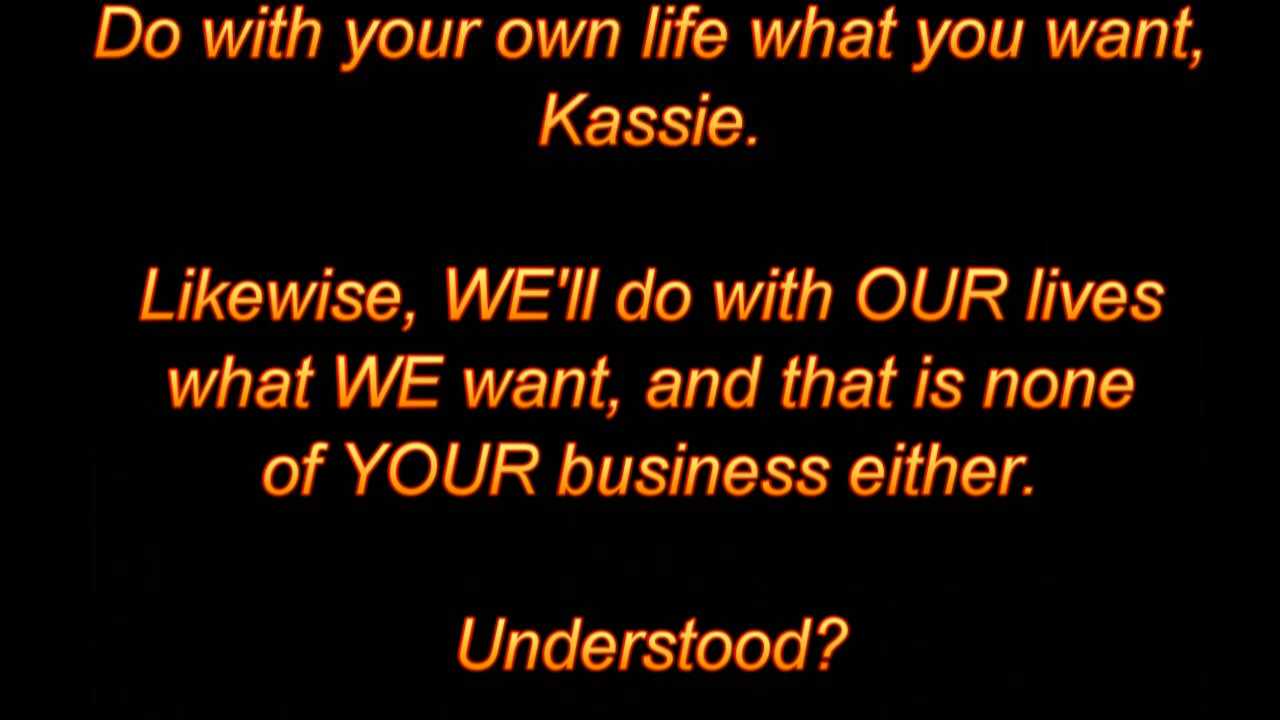 Do with your own life what you want,
Kassie.
Likewise, WE'll do with OUR lives
what WE want, and that is none
of YOUR business either.
Understood?